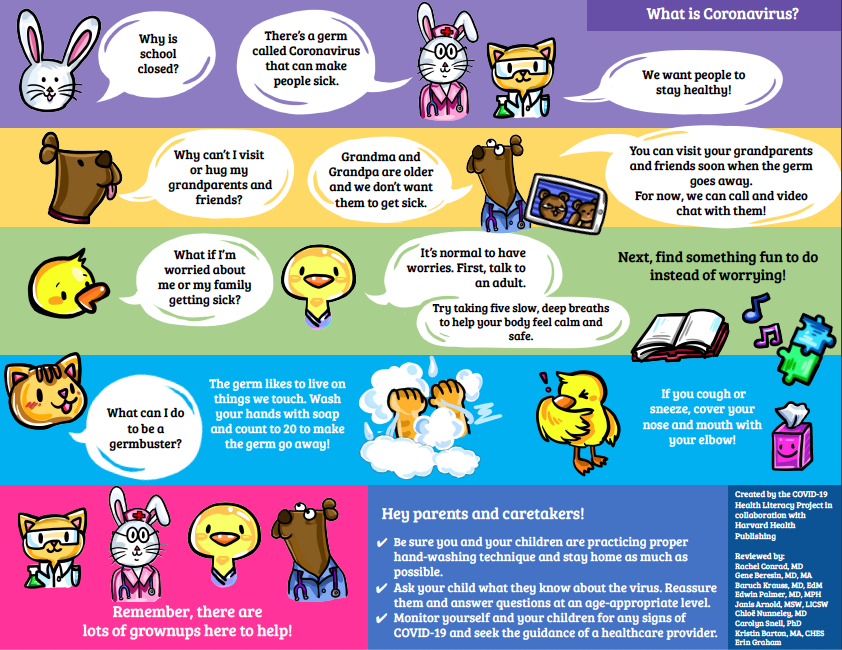 What is Coronavirus?
Why is
school
closed?
There's a germ
called Coronavirus
that can make
people sick.
We want people to
stay healthy!
Why can't I visit
or hug my
grandparents and
friends?
Grandma and
Grandpa are older
and we don't want
them to get sick.
You can visit your grandparents
and friends soon when the germ
goes away.
For now, we can call and video
chat with them!
What if I'm
worried about
me or my family
getting sick?
It's normal to have
worries. First, talk to
an adult.
Try taking five slow, deep breaths
to help your body feel calm and
safe.
Next, find something fun to do
instead of worrying!
What can I do
to be a
germbuster?
The germ likes to live on
things we touch. Wash
your hands with soap
and count to 20 to make
the germ go away!
If you cough or
sneeze, cover your
nose and mouth with
your elbow!
Remember, there are
lots of grownups here to help!
Hey parents and caretakers!
✔ Be sure you and your children are practicing proper
hand-washing technique and stay home as much as
possible.
✔ Ask your child what they know about the virus. Reassure
them and answer questions at an age-appropriate level.
✔ Monitor yourself and your children for any signs of
COVID-19 and seek the guidance of a healthcare provider.
Created by the COVID-19
Health Literacy Project in
collaboration with
Harvard Health
Publishing
Reviewed by:
Rachel Conrad, MD
Gene Beresin, MD, MA
Baruch Krauss, MD, EdM
Edwin Palmer, MD, MPH
Janis Arnold, MSW, LICSW
Chloë Nunneley, MD
Carolyn Snell, PhD
Kristin Barton, MA, CHES
Erin Graham